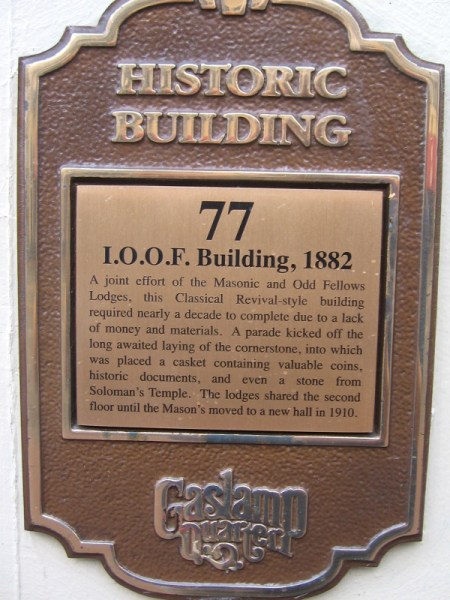 HISTORIC
BUILDING
77
I.O.O.F. Building, 1882
A joint effort of the Masonic and Odd Fellows
Lodges, this Classical Revival-style building
required nearly a decade to complete due to a lack
of money and materials. A parade kicked off the
long awaited laying of the cornerstone, into which
was placed a casket containing valuable coins,
historic documents, and even a stone from
Soloman's Temple. The lodges shared the second
floor until the Mason's moved to a new hall in 1910.
Gaslamp
Quarter